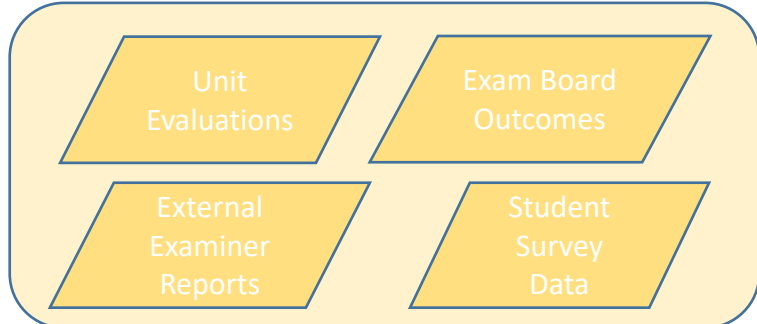 Unit
Evaluations
Exam Board
Outcomes
External
Examiner
Reports
Student
Survey
Data